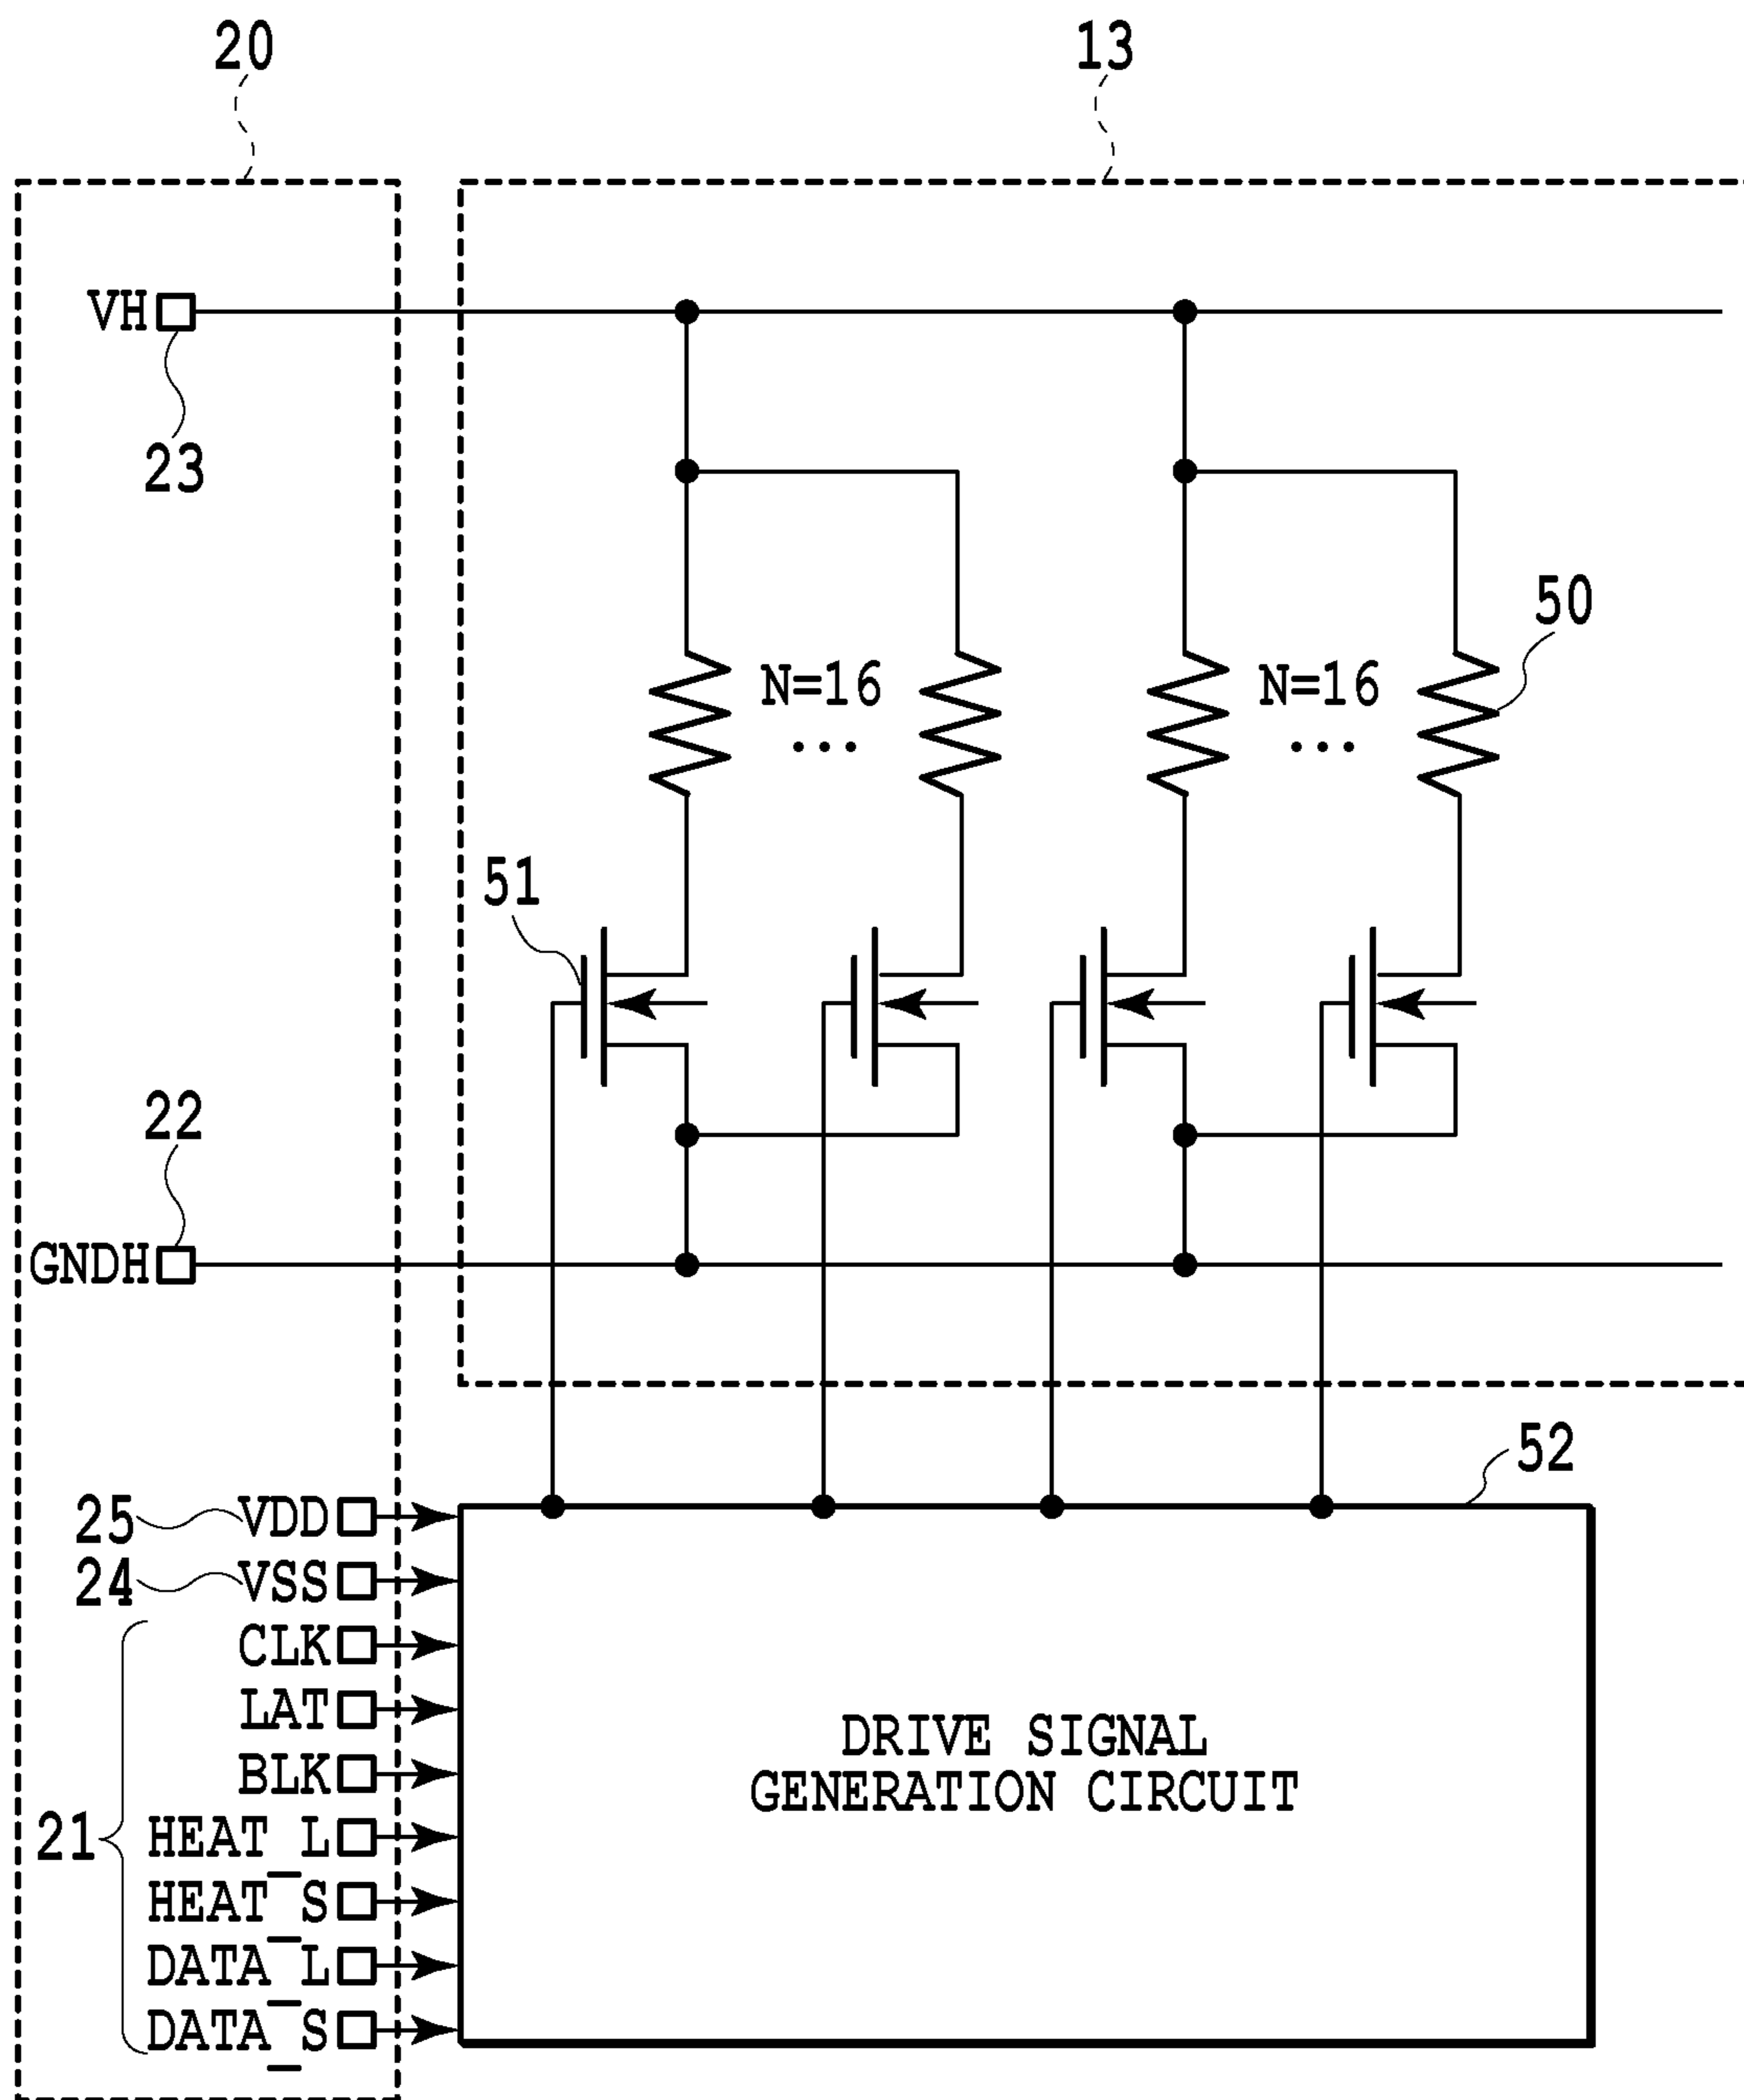 20
13
VH
23
50
N=16
...
N=16
...
51
22
GNDH
52
25
VDD
24
VSS
CLK
LAT
BLK
21
HEAT_L
HEAT_S
DATA_L
DATA_S
DRIVE SIGNAL
GENERATION CIRCUIT